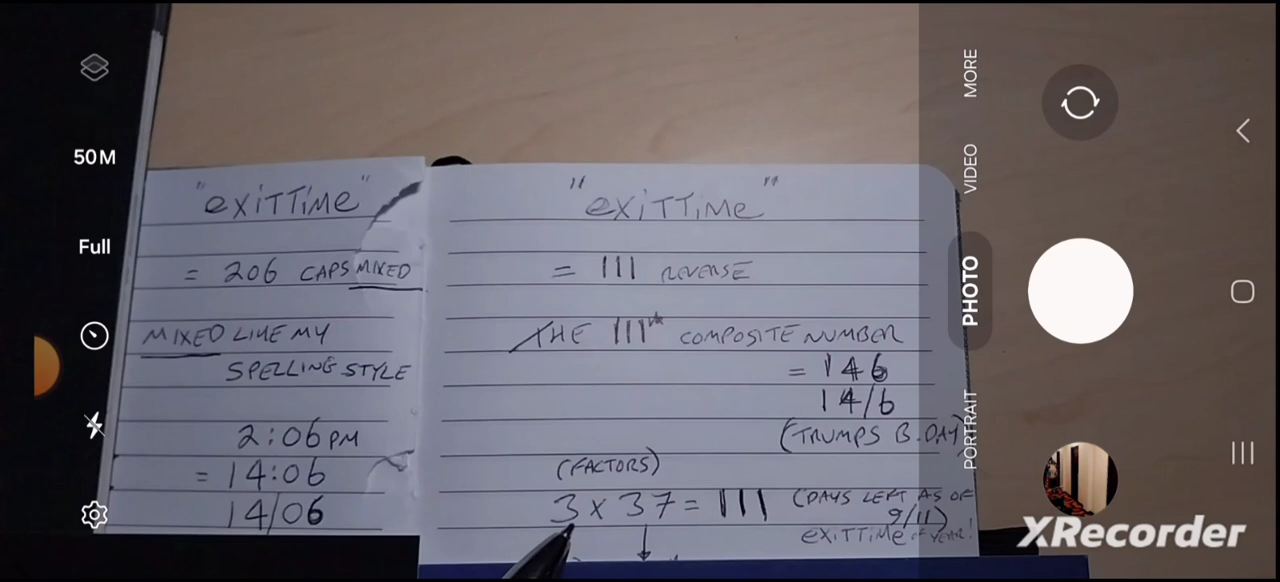 50M
Full
"exiTTiMe"
= 206 CAPS MIXED
MIXED LIKE MY
SPELLING STYLE
2:06PM
= 14:06
14/06
"exiTTiMe"
= 111 REVERSE
THE 111th COMPOSITE NUMBER
= 146
14/6
(TRUMPS B.DAY)
(FACTORS)
3 x 37 = 111 (DAYS LEFT AS OF
9/11)
EXITTiMe OF YEAR!
MORE
VIDEO
PHOTO
PORTRAIT
XRecorder